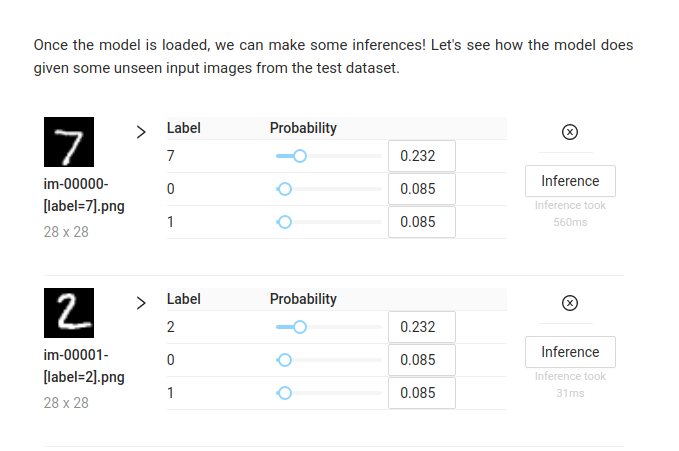 Once the model is loaded, we can make some inferences! Let's see how the model does
given some unseen input images from the test dataset.
7
im-00000-
[label=7].png
28 x 28
Label Probability
7 0.232
0 0.085
1 0.085
Inference
Inference took
560ms
2
im-00001-
[label=2].png
28 x 28
Label Probability
2 0.232
0 0.085
1 0.085
Inference
Inference took
31ms